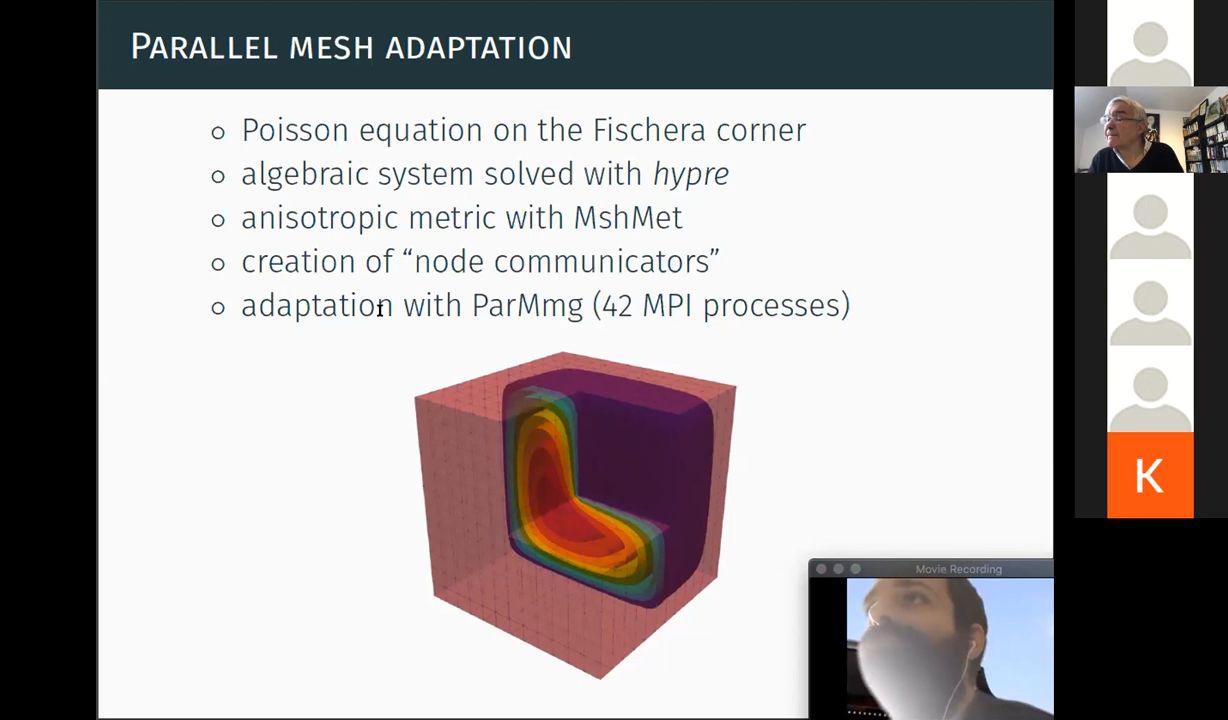 PARALLEL MESH ADAPTATION
Poisson equation on the Fischera corner
algebraic system solved with hypre
anisotropic metric with MshMet
creation of “node communicators”
adaptation with ParMmg (42 MPI processes)
K
Movie Recording